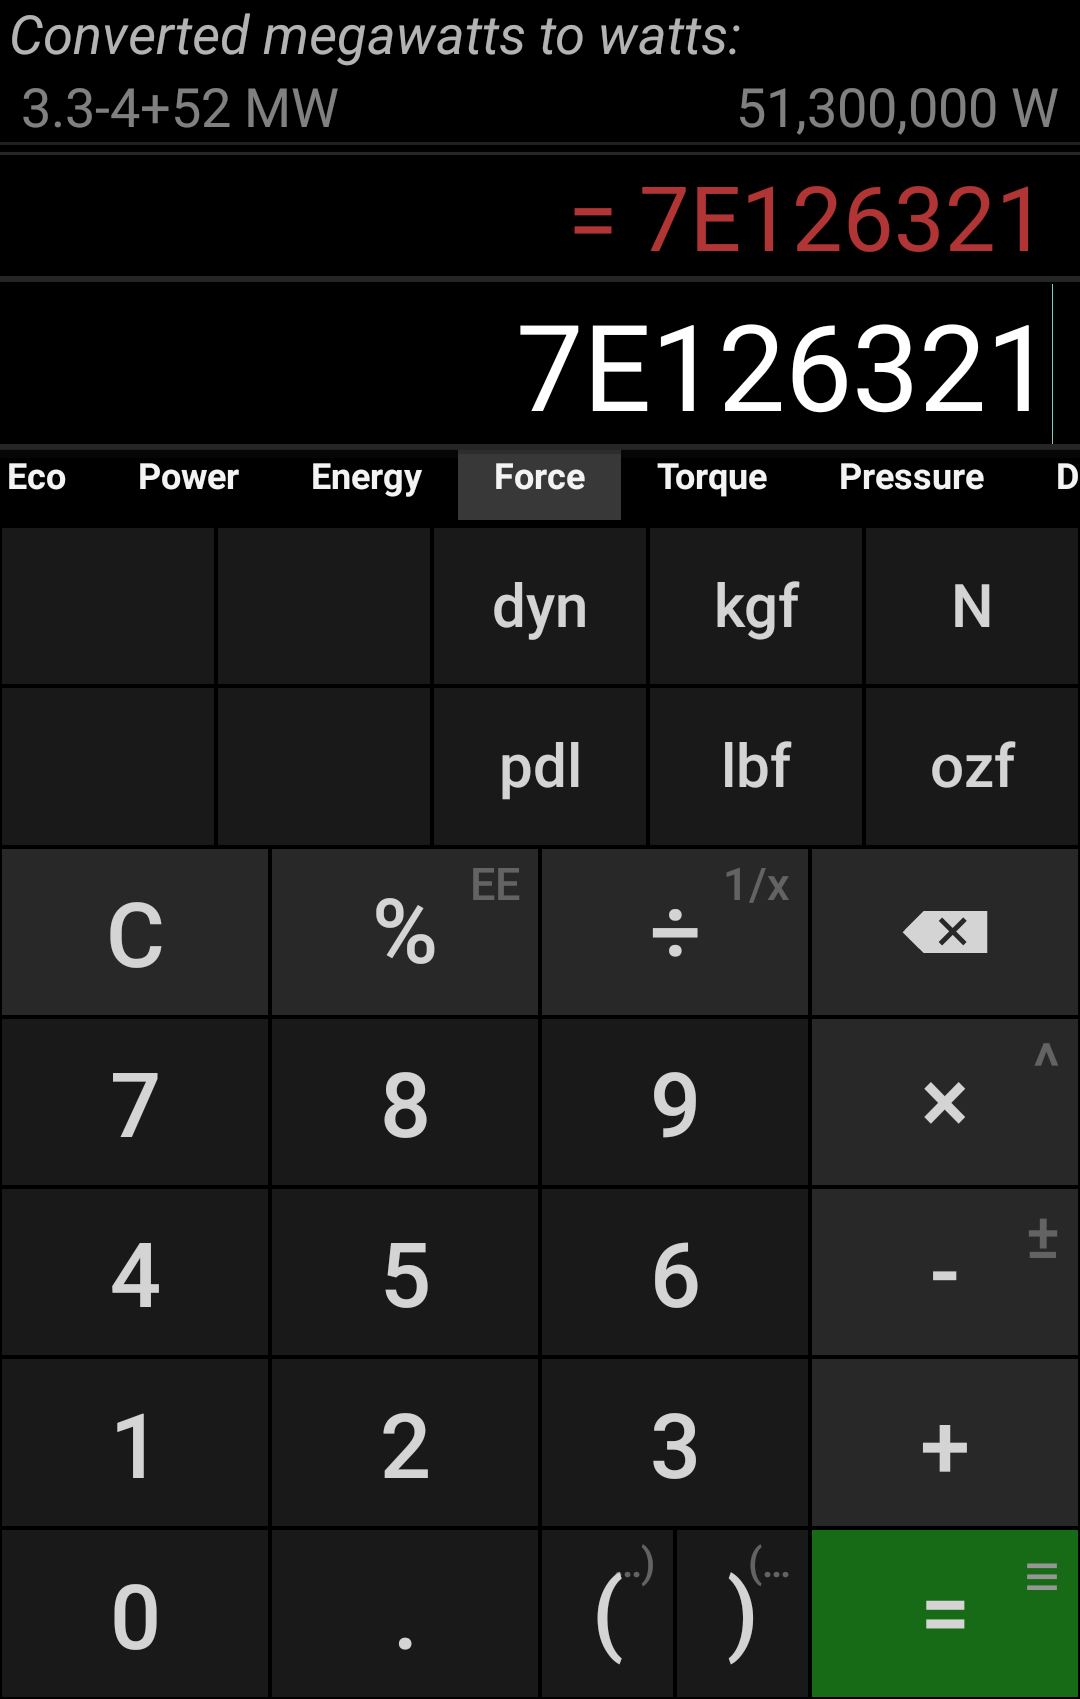 Converted megawatts to watts:
3.3-4+52 MW 51,300,000 W
= 7E126321
7E126321
Eco Power Energy Force Torque Pressure D
dyn kgf N
pdl lbf ozf
C % EE ÷ 1/x
7 8 9 × ^
4 5 6 - ±
1 2 3 + 
0 . ( ..) ) (... = ≡